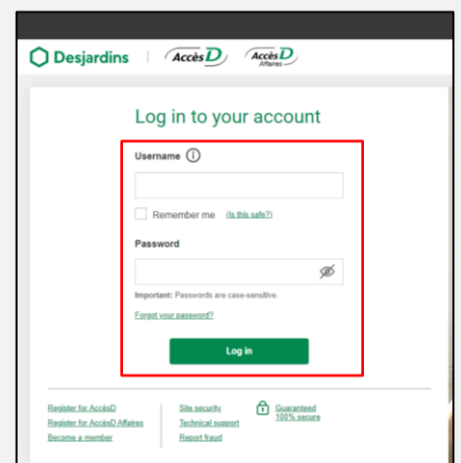 Desjardins
AccèsD
AccèsD
Affaires
Log in to your account
Username
Remember me (Is this safe?)
Password
Important: Passwords are case-sensitive.
Forgot your password?
Log in
Register for AccèsD
Register for AccèsD Affaires
Become a member
Site security
Technical support
Report fraud
Guaranteed
100% secure